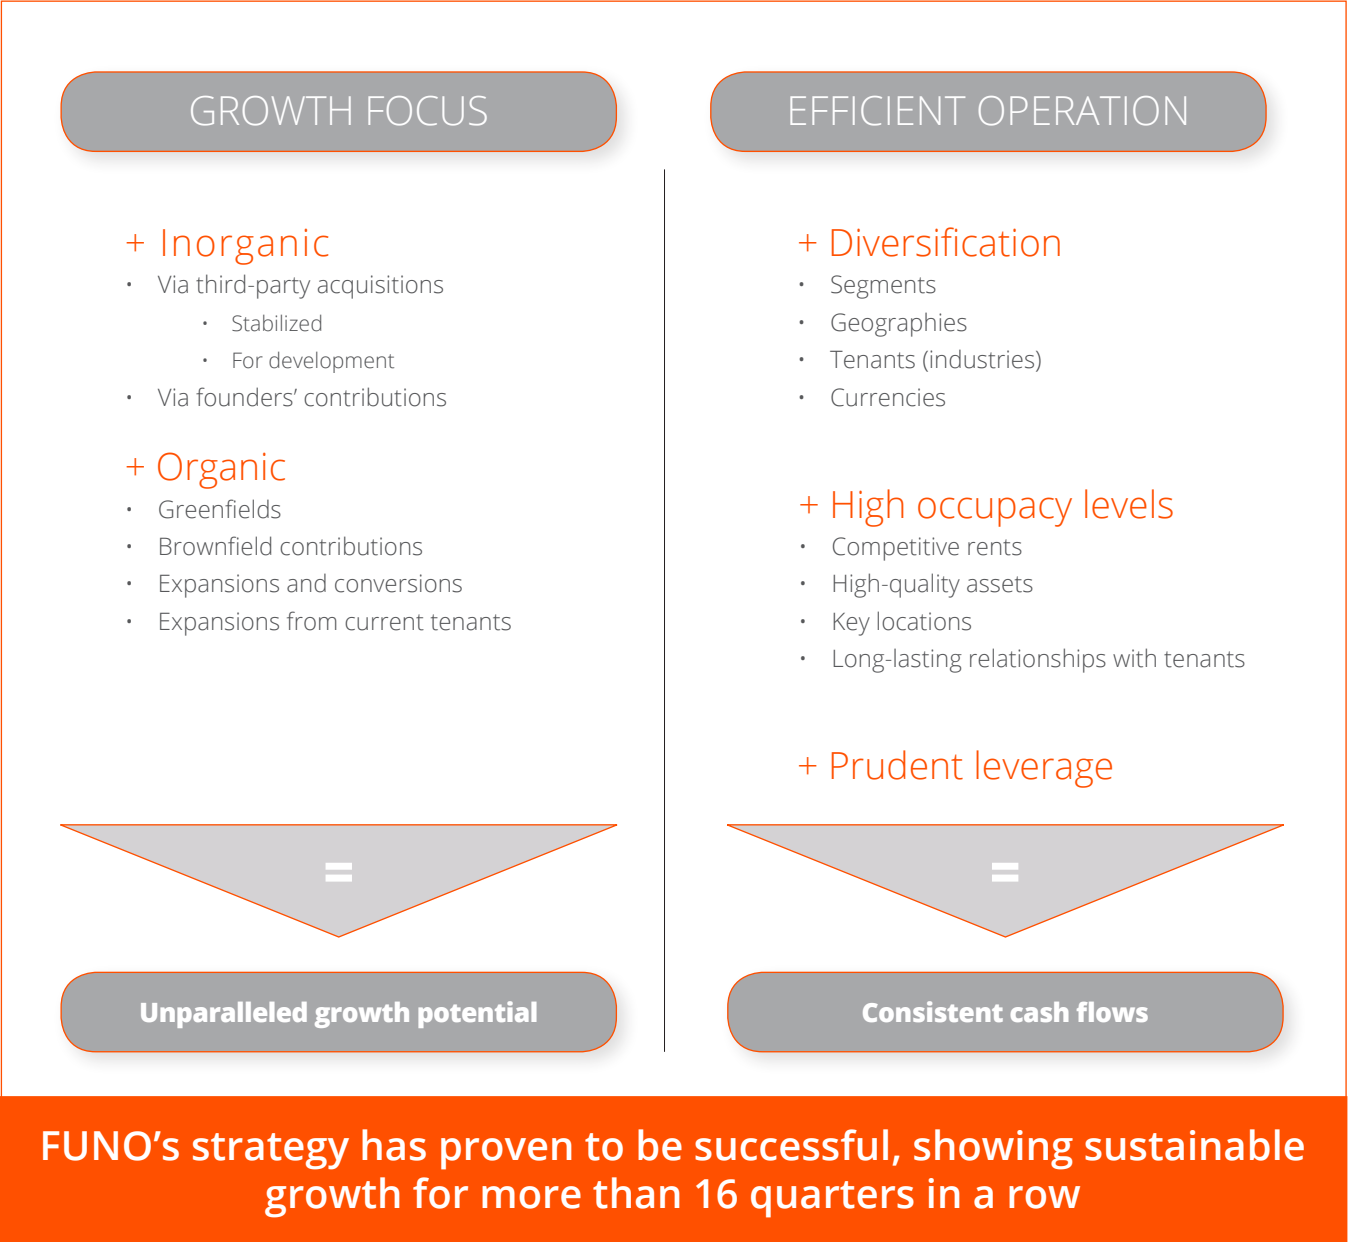 GROWTH FOCUS
+ Inorganic
• Via third-party acquisitions
• Stabilized
• For development
• Via founders’ contributions
+ Organic
• Greenfields
• Brownfield contributions
• Expansions and conversions
• Expansions from current tenants
=
Unparalleled growth potential
EFFICIENT OPERATION
+ Diversification
• Segments
• Geographies
• Tenants (industries)
• Currencies
+ High occupacy levels
• Competitive rents
• High-quality assets
• Key locations
• Long-lasting relationships with tenants
+ Prudent leverage
=
Consistent cash flows
FUNO’s strategy has proven to be successful, showing sustainable
growth for more than 16 quarters in a row